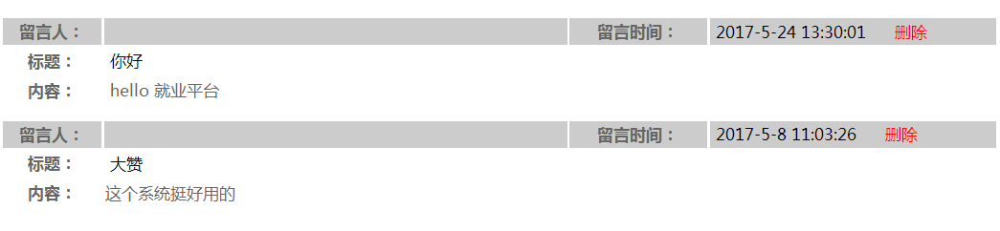 留言人： 留言时间： 2017-5-24 13:30:01 删除
标题： 你好
内容： hello 就业平台
留言人： 留言时间： 2017-5-8 11:03:26 删除
标题： 大赞
内容： 这个系统挺好用的